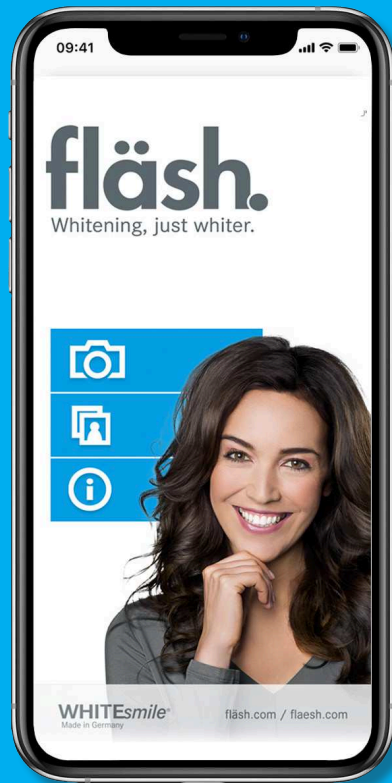 09:41
fläsh.
Whitening, just whiter.
WHITEsmile®
Made in Germany
fläsh.com / flaesh.com